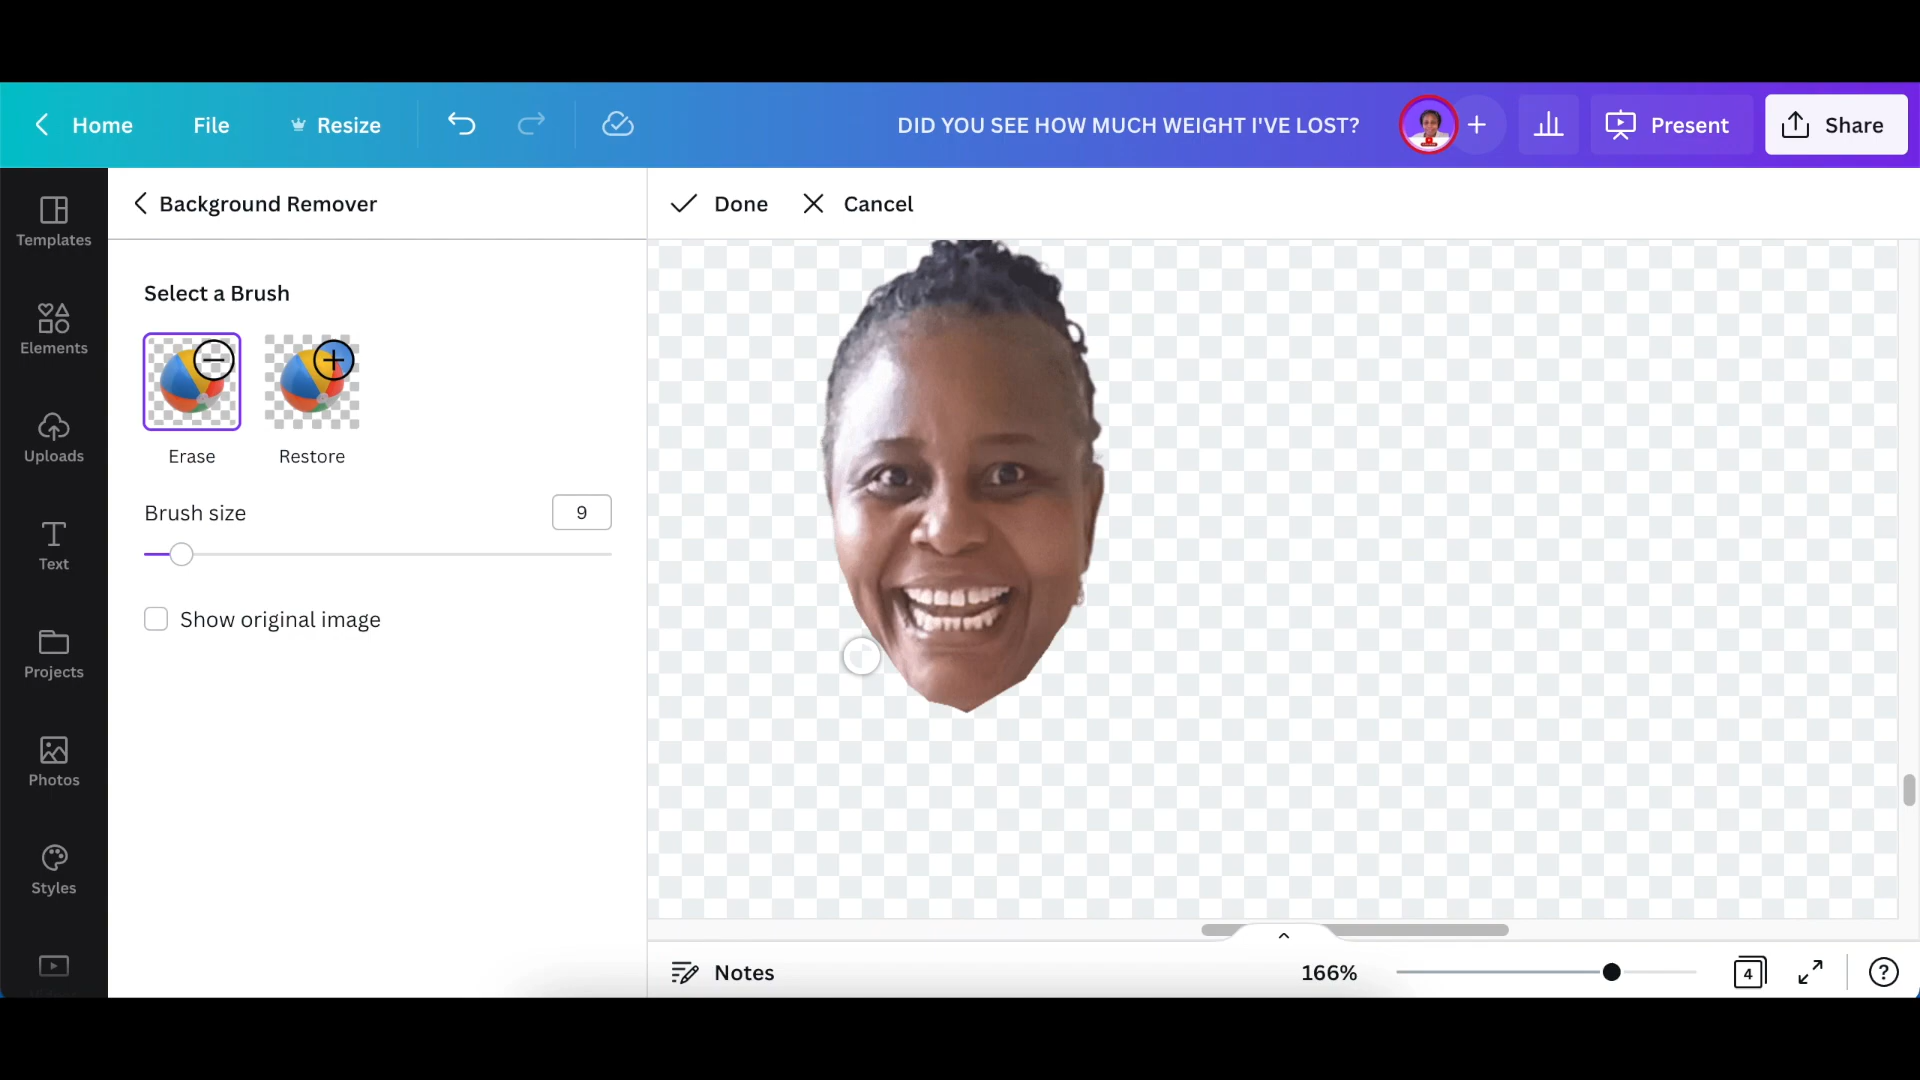 Home File Resize DID YOU SEE HOW MUCH WEIGHT I'VE LOST? Present Share
Background Remover Done Cancel
Templates
Elements
Uploads
Text
Projects
Photos
Styles
Select a Brush
Erase Restore
Brush size 9
Show original image
Notes 166% 4 ?